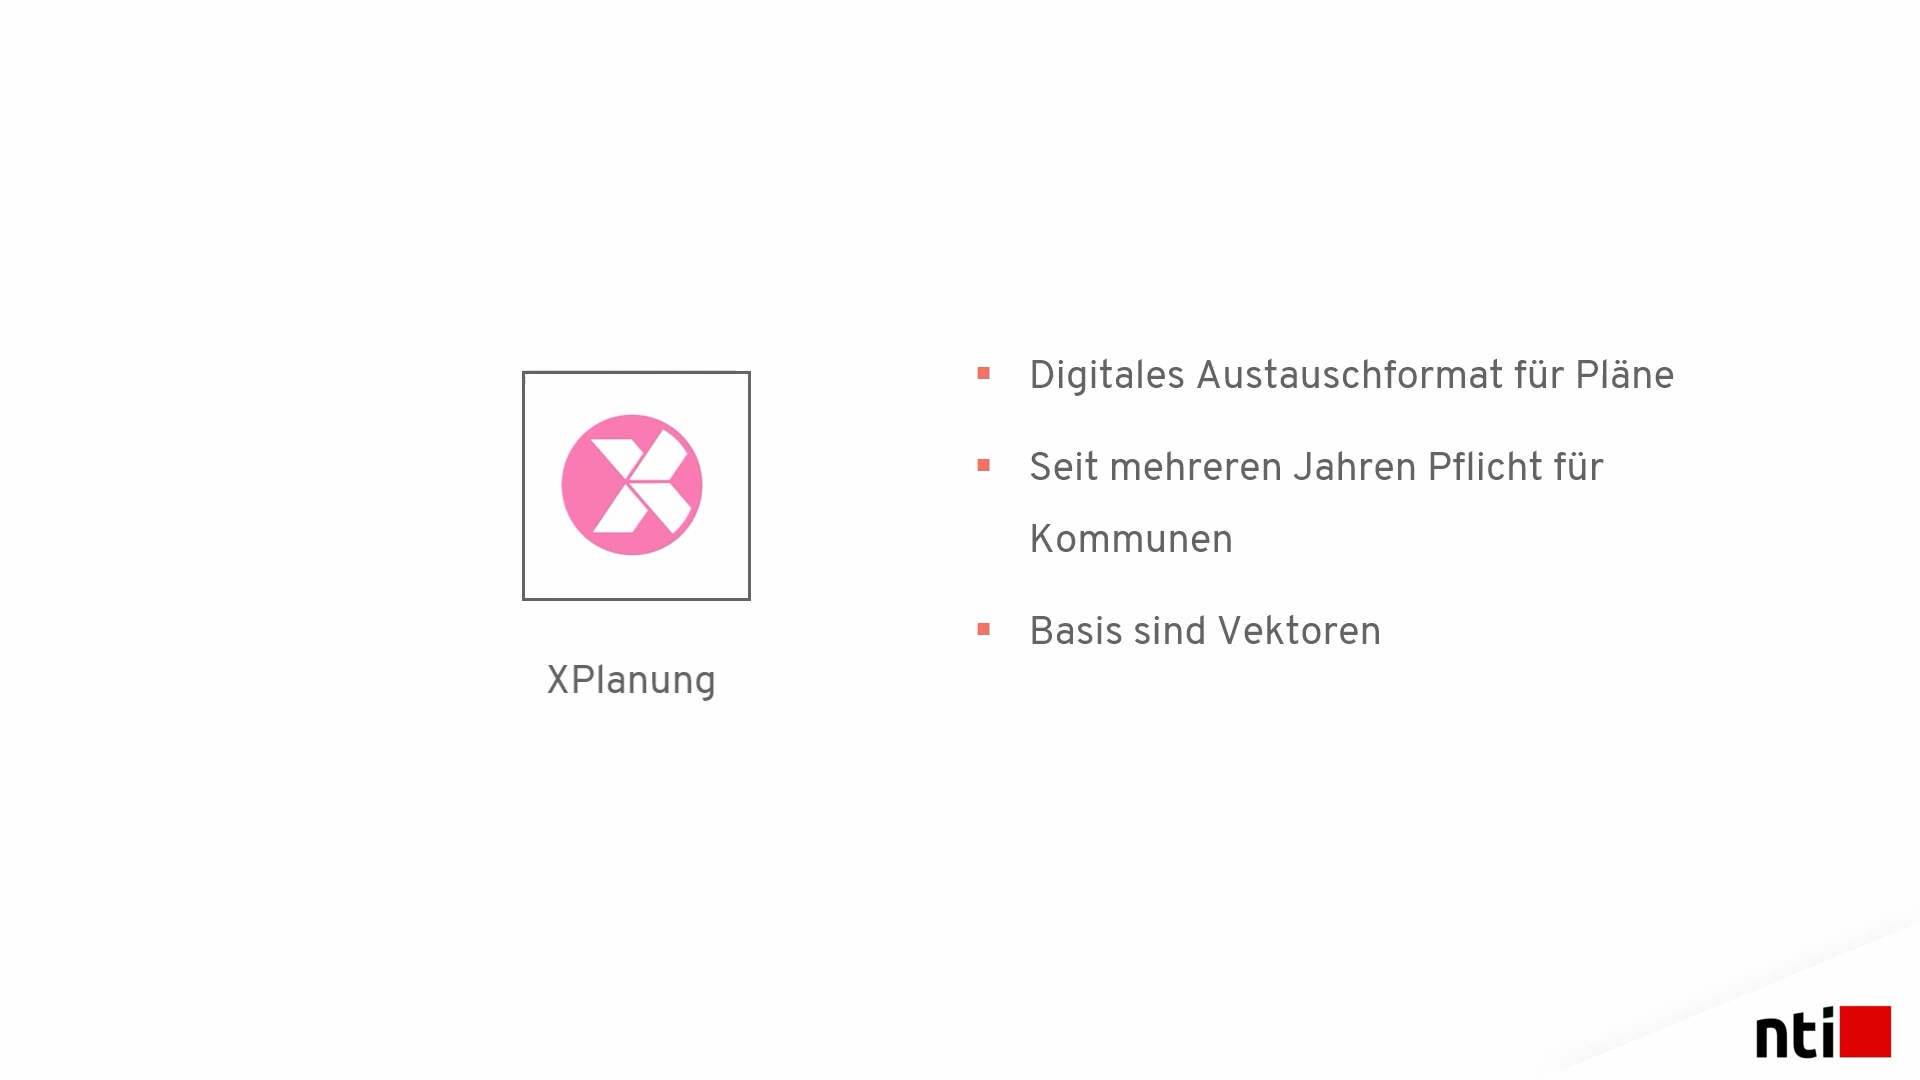 Digitales Austauschformat für Pläne
Seit mehreren Jahren Pflicht für
Kommunen
Basis sind Vektoren
XPlanung
nti